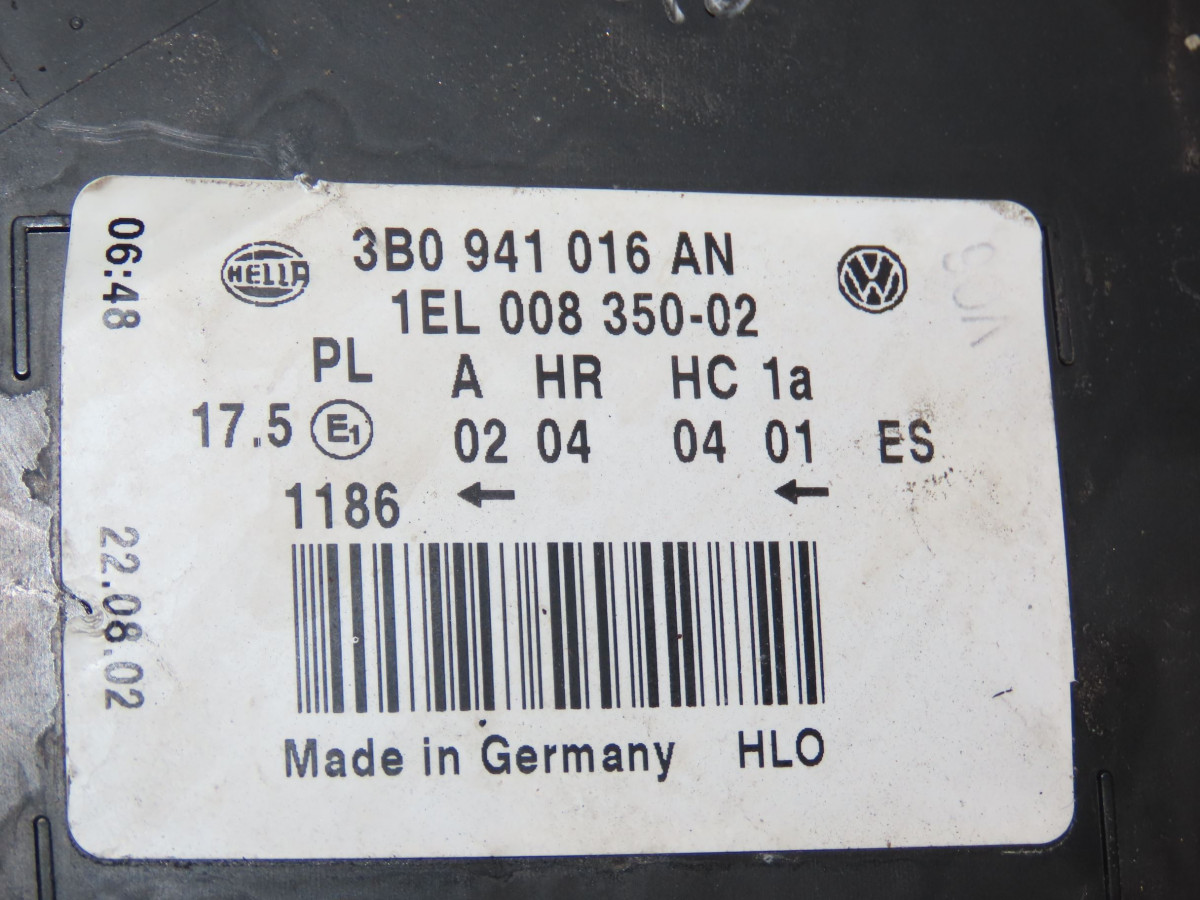 06:48
22.08.02
HELLA
3B0 941 016 AN
1EL 008 350-02
PL A HR HC 1a
17.5 E1 02 04 04 01 ES
1186 ← ←
Made in Germany HLO